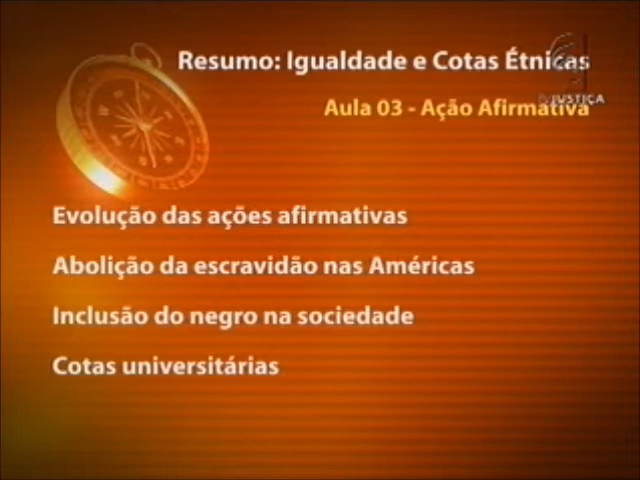 Resumo: Igualdade e Cotas Étnicas
JUSTIÇA
Aula 03 - Ação Afirmativa
Evolução das ações afirmativas
Abolição da escravidão nas Américas
Inclusão do negro na sociedade
Cotas universitárias